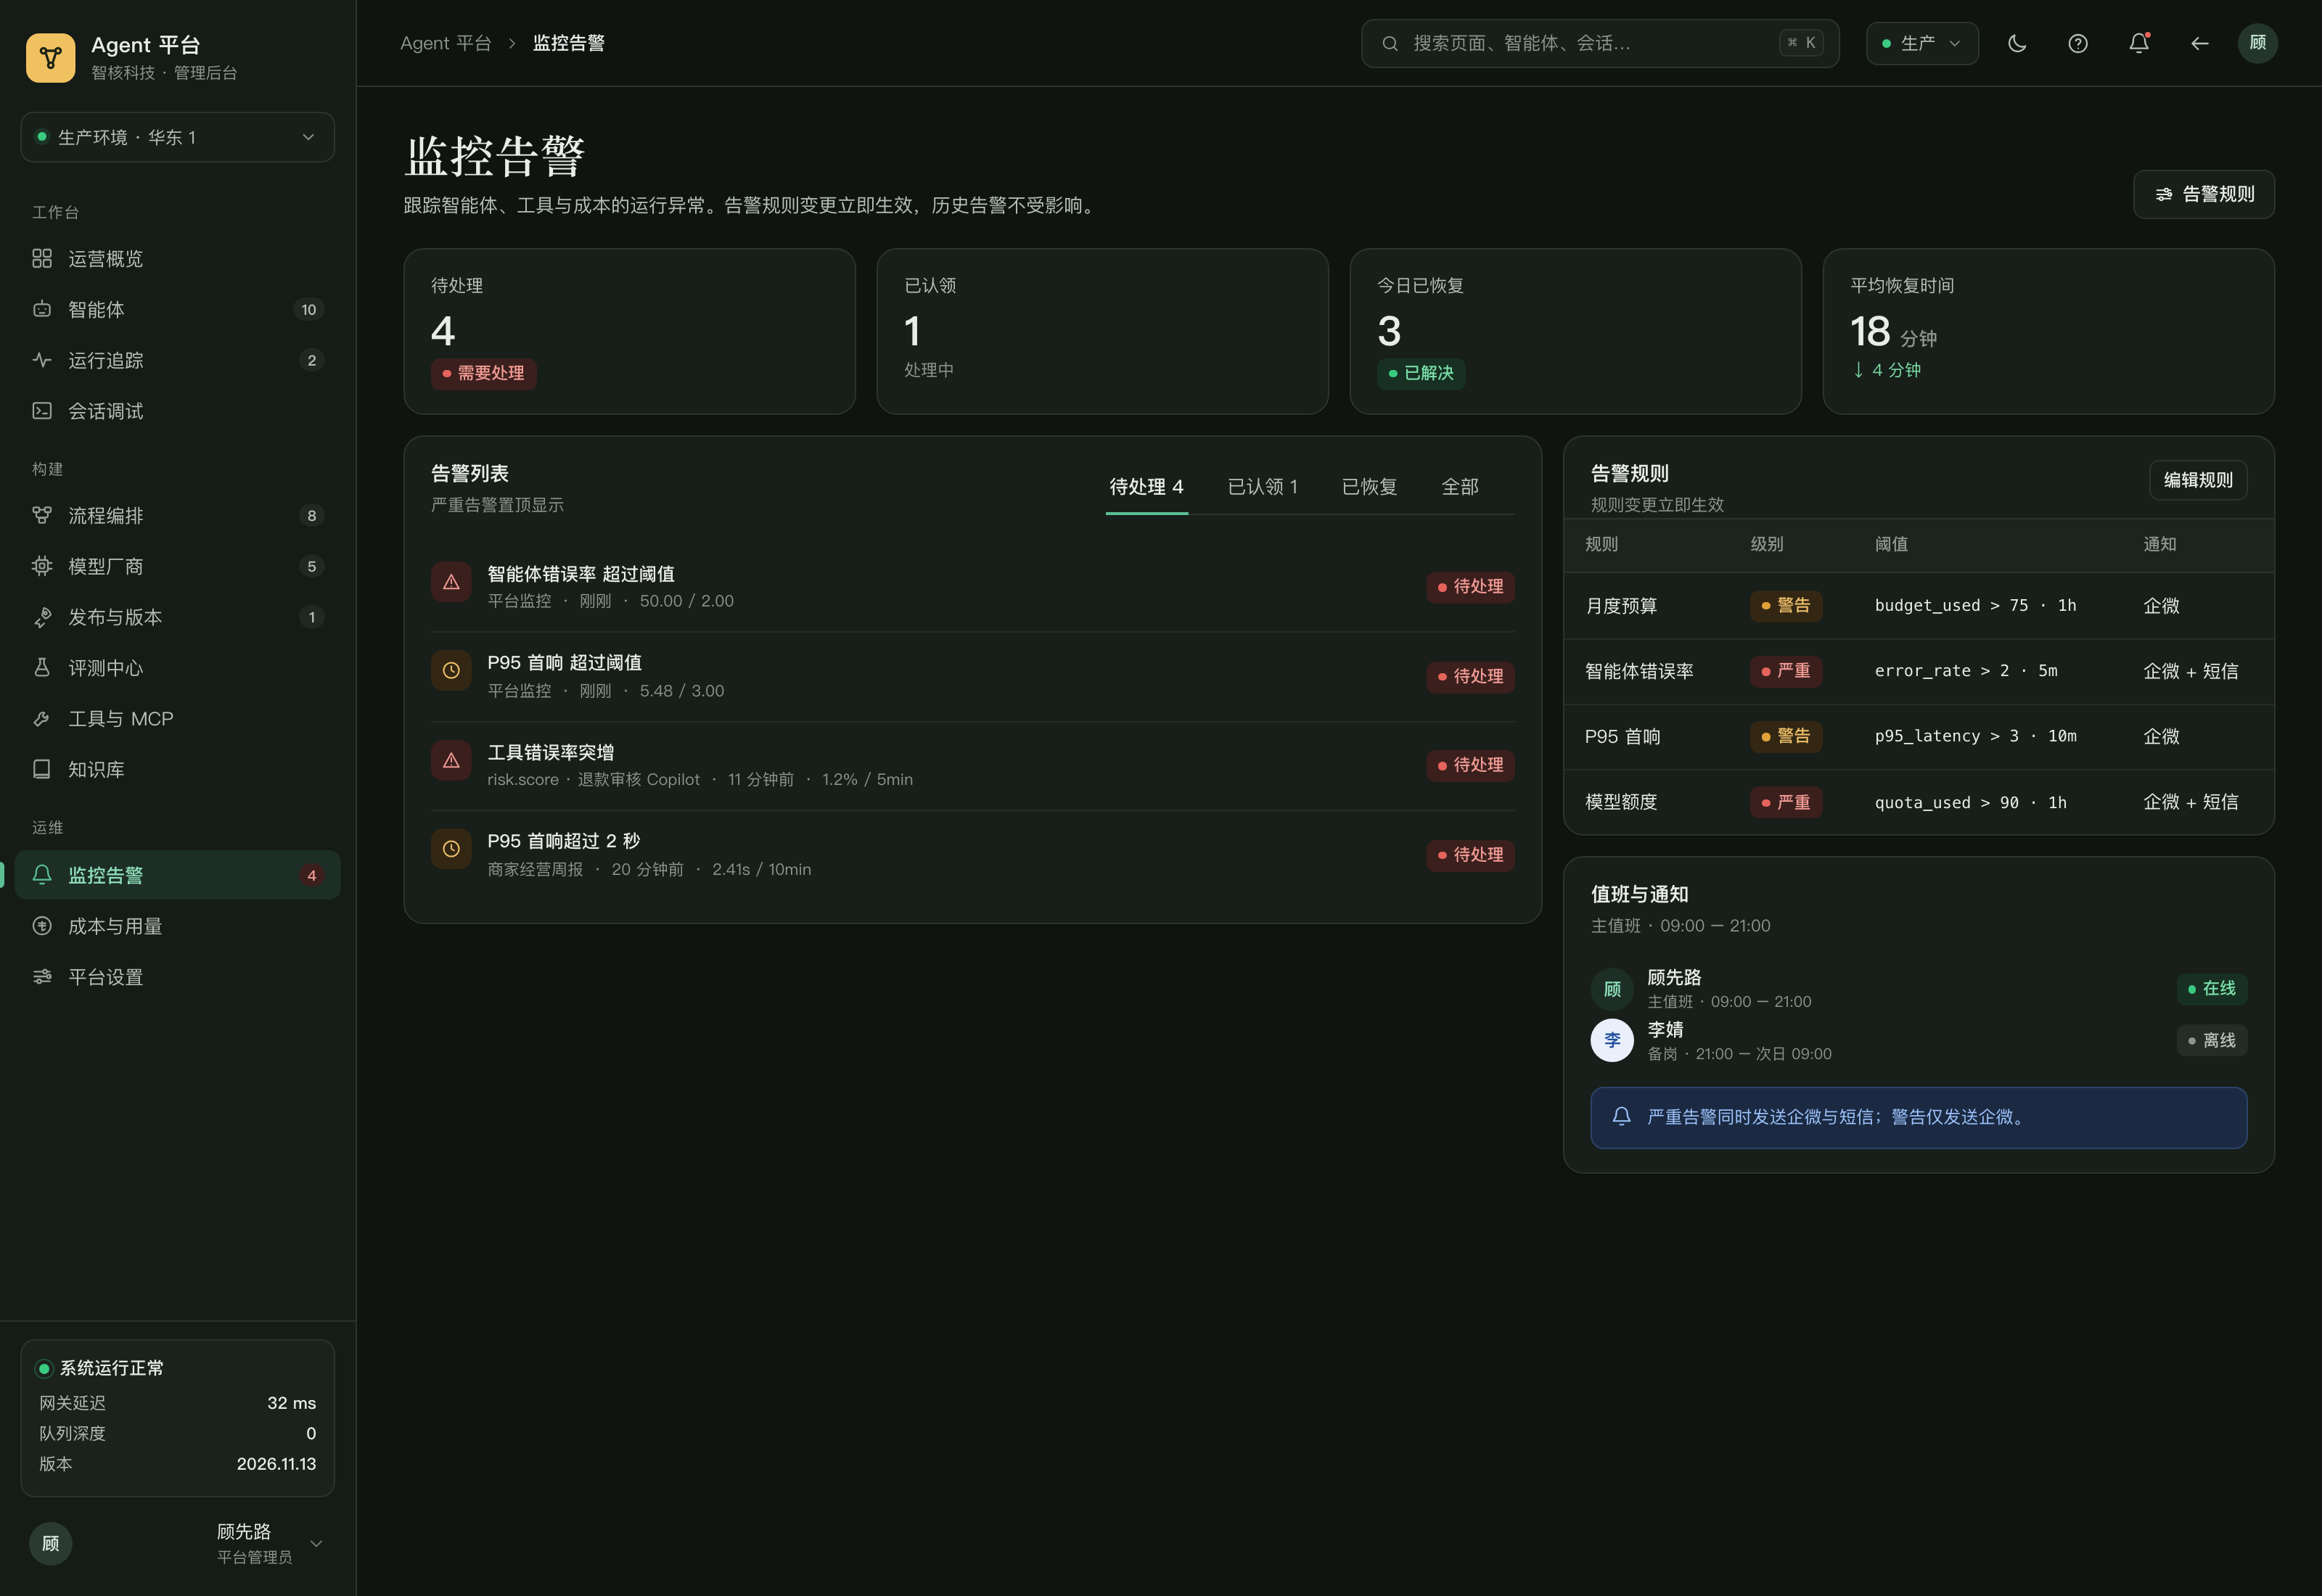 Agent 平台
智核科技 · 管理后台
生产环境 · 华东 1
工作台
运营概览
智能体 10
运行追踪 2
会话调试
构建
流程编排 8
模型厂商 5
发布与版本 1
评测中心
工具与 MCP
知识库
运维
监控告警 4
成本与用量
平台设置
系统运行正常
网关延迟 32 ms
队列深度 0
版本 2026.11.13
顾
顾先路
平台管理员
Agent 平台 > 监控告警
搜索页面、智能体、会话... ⌘ K
生产
顾
监控告警
跟踪智能体、工具与成本的运行异常。告警规则变更立即生效，历史告警不受影响。
告警规则
待处理
4
需要处理
已认领
1
处理中
今日已恢复
3
已解决
平均恢复时间
18 分钟
↓ 4 分钟
告警列表
严重告警置顶显示
待处理 4 已认领 1 已恢复 全部
智能体错误率 超过阈值
平台监控 · 刚刚 · 50.00 / 2.00
待处理
P95 首响 超过阈值
平台监控 · 刚刚 · 5.48 / 3.00
待处理
工具错误率突增
risk.score · 退款审核 Copilot · 11 分钟前 · 1.2% / 5min
待处理
P95 首响超过 2 秒
商家经营周报 · 20 分钟前 · 2.41s / 10min
待处理
告警规则
规则变更立即生效
编辑规则
规则 级别 阈值 通知
月度预算 警告 budget_used > 75 · 1h 企微
智能体错误率 严重 error_rate > 2 · 5m 企微 + 短信
P95 首响 警告 p95_latency > 3 · 10m 企微
模型额度 严重 quota_used > 90 · 1h 企微 + 短信
值班与通知
主值班 · 09:00 — 21:00
顾
顾先路
主值班 · 09:00 — 21:00
在线
李
李婧
备岗 · 21:00 — 次日 09:00
离线
严重告警同时发送企微与短信；警告仅发送企微。